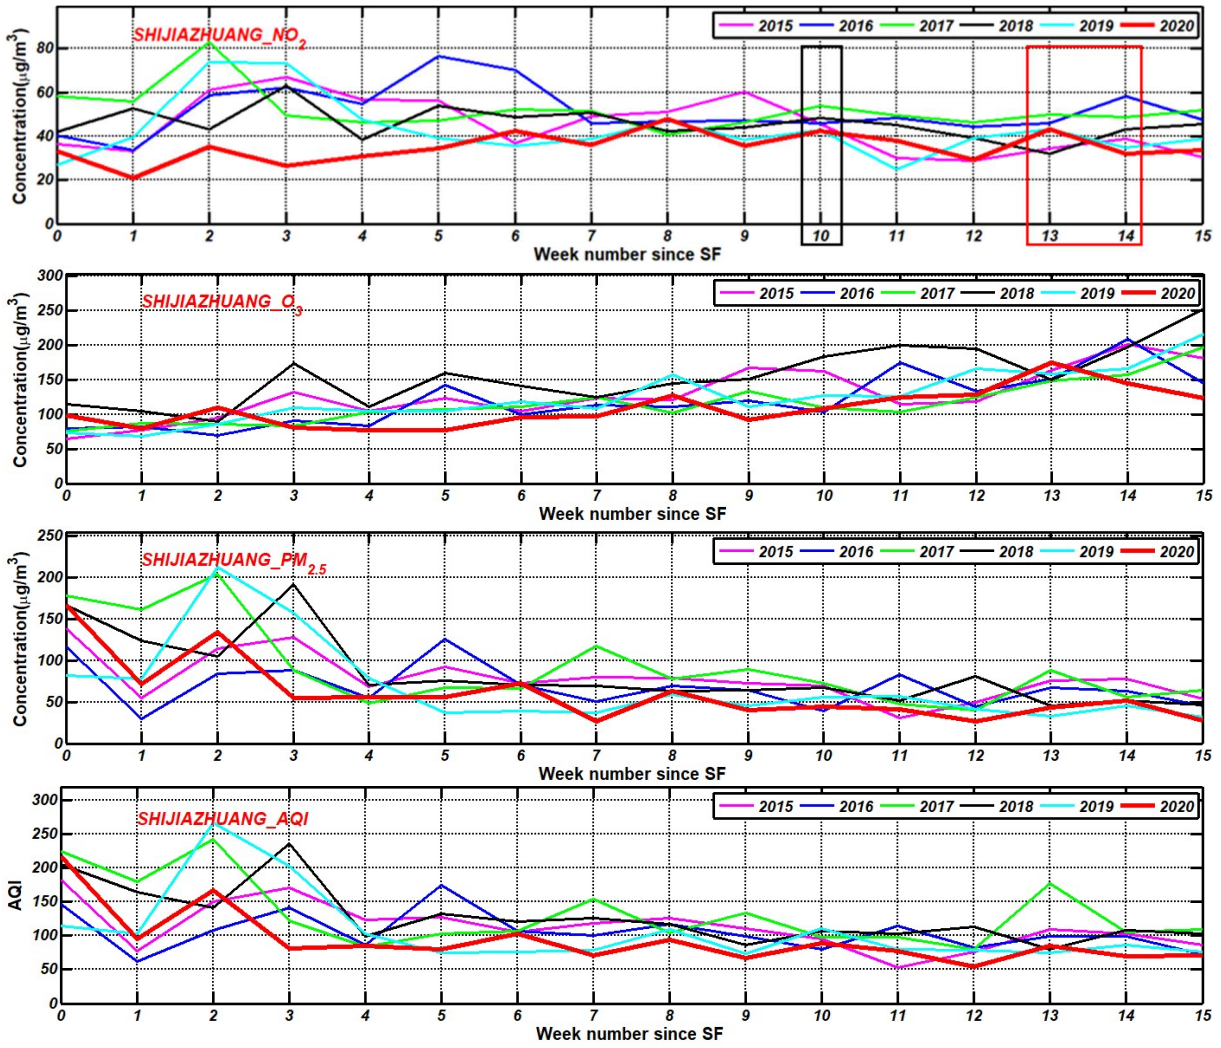 SHIJIAZHUANG_NO2
2015 2016 2017 2018 2019 2020
Concentration(μg/m³)
80
60
40
20
0
0 1 2 3 4 5 6 7 8 9 10 11 12 13 14 15
Week number since SF
SHIJIAZHUANG_O3
2015 2016 2017 2018 2019 2020
Concentration(μg/m³)
300
250
200
150
100
50
0
0 1 2 3 4 5 6 7 8 9 10 11 12 13 14 15
Week number since SF
SHIJIAZHUANG_PM2.5
2015 2016 2017 2018 2019 2020
Concentration(μg/m³)
250
200
150
100
50
0
0 1 2 3 4 5 6 7 8 9 10 11 12 13 14 15
Week number since SF
SHIJIAZHUANG_AQI
2015 2016 2017 2018 2019 2020
AQI
300
250
200
150
100
50
0
0 1 2 3 4 5 6 7 8 9 10 11 12 13 14 15
Week number since SF